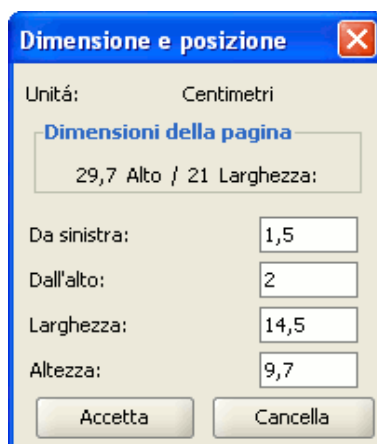 Dimensione e posizione
Unitá: Centimetri
Dimensioni della pagina
29,7 Alto / 21 Larghezza:
Da sinistra: 1,5
Dall'alto: 2
Larghezza: 14,5
Altezza: 9,7
Accetta Cancella